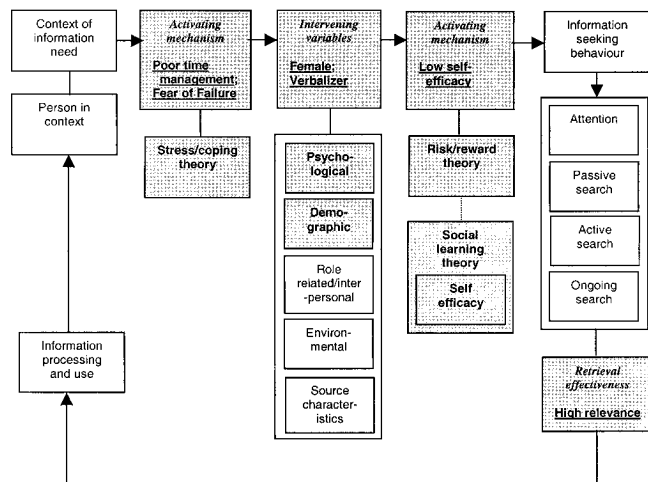 Context of
information
need
Person in
context
Information
processing
and use
Activating
mechanism
Poor time
management;
Fear of Failure
Stress/coping
theory
Intervening
variables
Female;
Verbalizer
Psycho-
logical
Demo-
graphic
Role
related/inter
-personal
Environ-
mental
Source
character-
istics
Activating
mechanism
Low self-
efficacy
Risk/reward
theory
Social
learning
theory
Self
efficacy
Information
seeking
behaviour
Attention
Passive
search
Active
search
Ongoing
search
Retrieval
effectiveness
High relevance